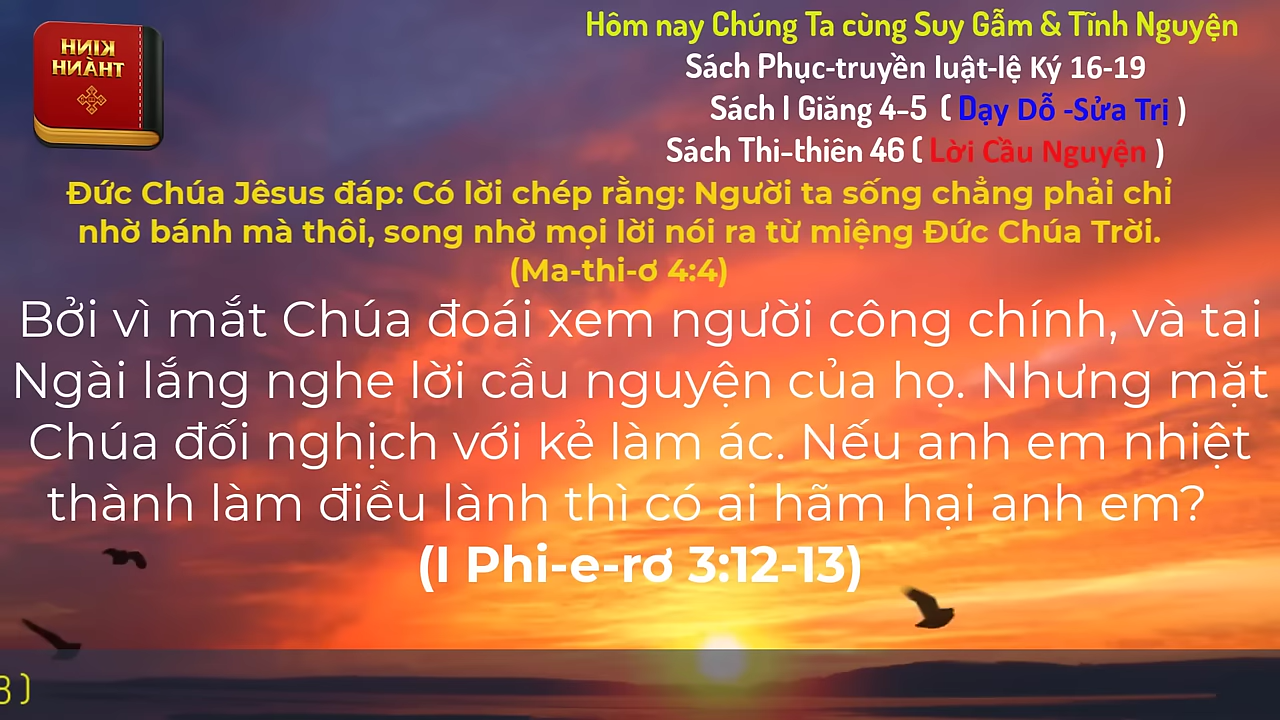 KINH
THÀNH
Hôm nay Chúng Ta cùng Suy Gẫm & Tĩnh Nguyện
Sách Phục-truyền luật-lệ Ký 16-19
Sách I Giăng 4-5 ( Dạy Dỗ -Sửa Trị )
Sách Thi-thiên 46 ( Lời Cầu Nguyện )
Đức Chúa Jêsus đáp: Có lời chép rằng: Người ta sống chẳng phải chỉ
nhờ bánh mà thôi, song nhờ mọi lời nói ra từ miệng Đức Chúa Trời.
(Ma-thi-ơ 4:4)
Bởi vì mắt Chúa đoái xem người công chính, và tai
Ngài lắng nghe lời cầu nguyện của họ. Nhưng mặt
Chúa đối nghịch với kẻ làm ác. Nếu anh em nhiệt
thành làm điều lành thì có ai hãm hại anh em?
(I Phi-e-rơ 3:12-13)